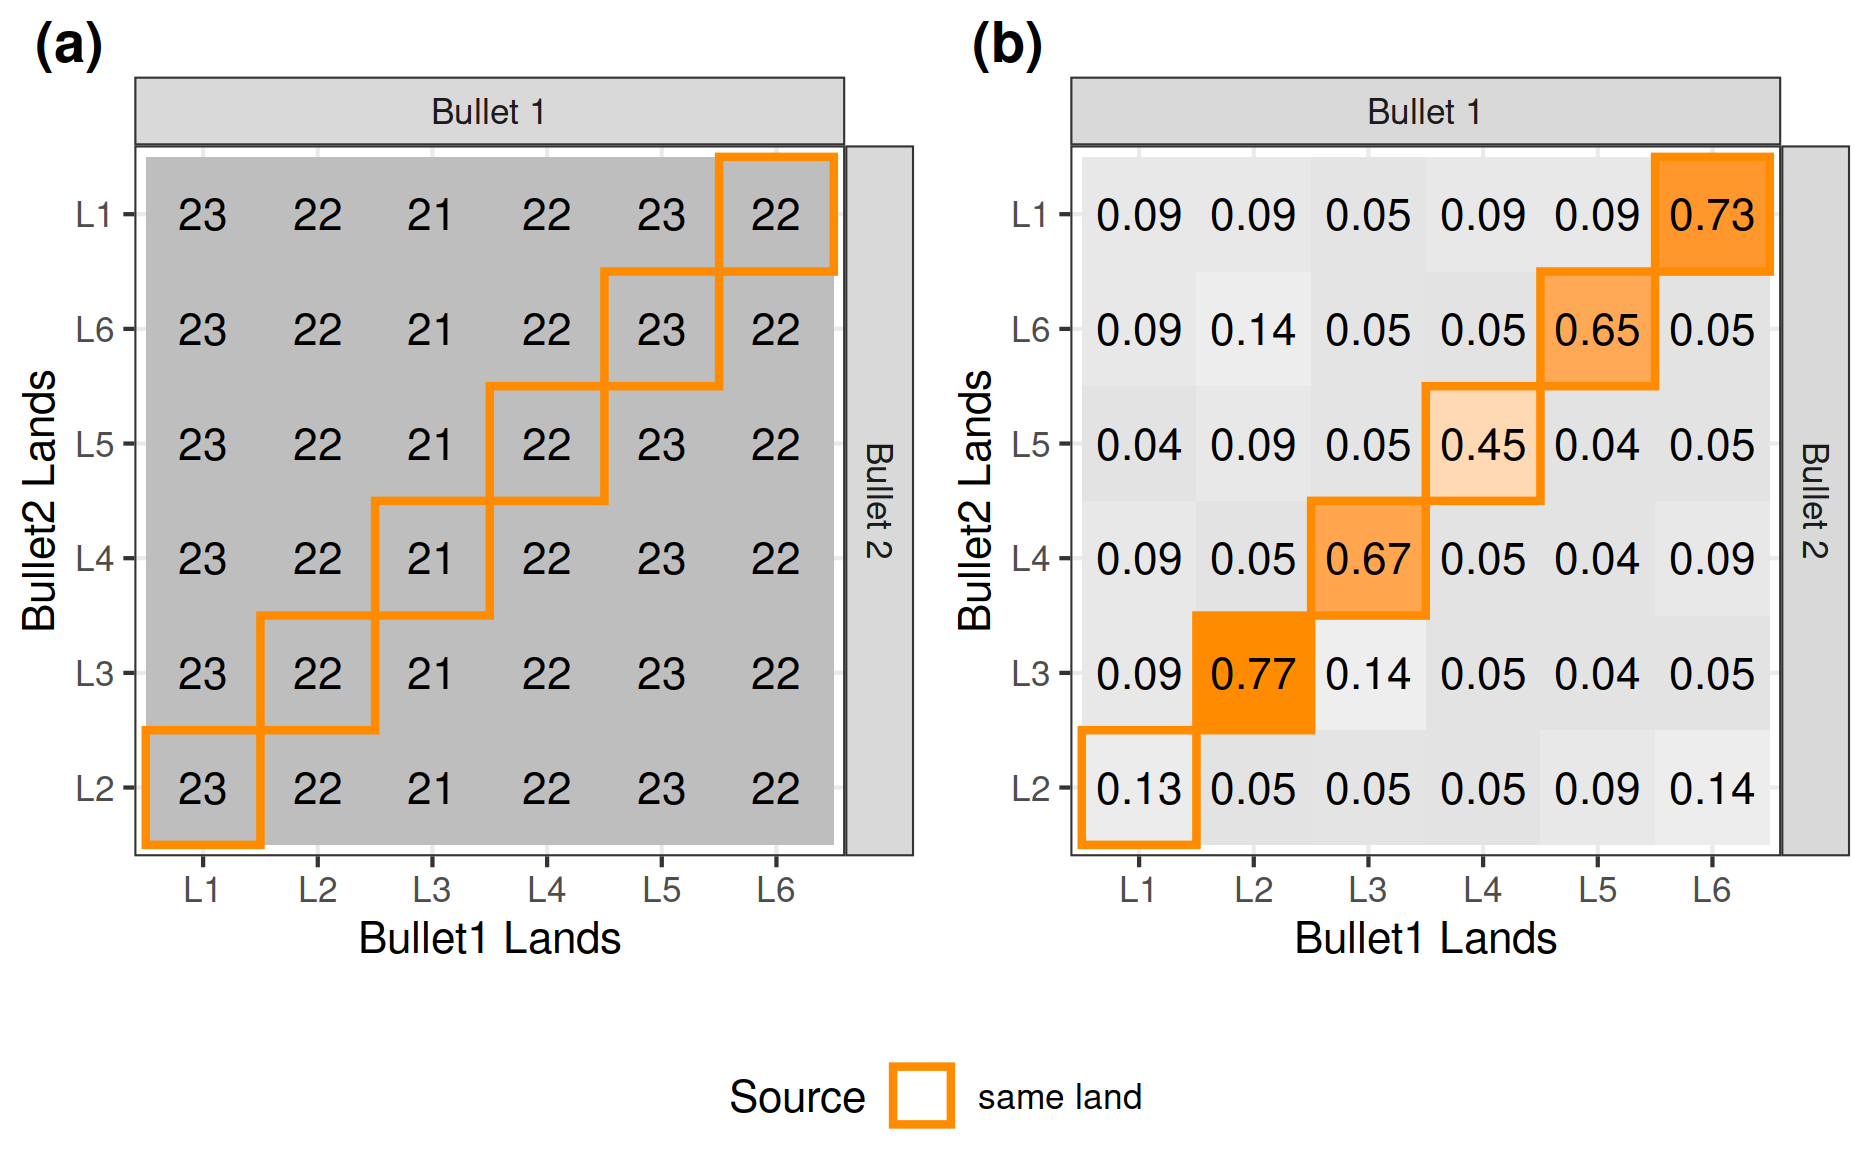 (a)
Bullet 1
L1 23 22 21 22 23 22
L6 23 22 21 22 23 22
L5 23 22 21 22 23 22
L4 23 22 21 22 23 22
L3 23 22 21 22 23 22
L2 23 22 21 22 23 22
L1 L2 L3 L4 L5 L6
Bullet1 Lands
Bullet2 Lands
Bullet 2
(b)
Bullet 1
L1 0.09 0.09 0.05 0.09 0.09 0.73
L6 0.09 0.14 0.05 0.05 0.65 0.05
L5 0.04 0.09 0.05 0.45 0.04 0.05
L4 0.09 0.05 0.67 0.05 0.04 0.09
L3 0.09 0.77 0.14 0.05 0.04 0.05
L2 0.13 0.05 0.05 0.05 0.09 0.14
L1 L2 L3 L4 L5 L6
Bullet1 Lands
Bullet2 Lands
Bullet 2
Source same land